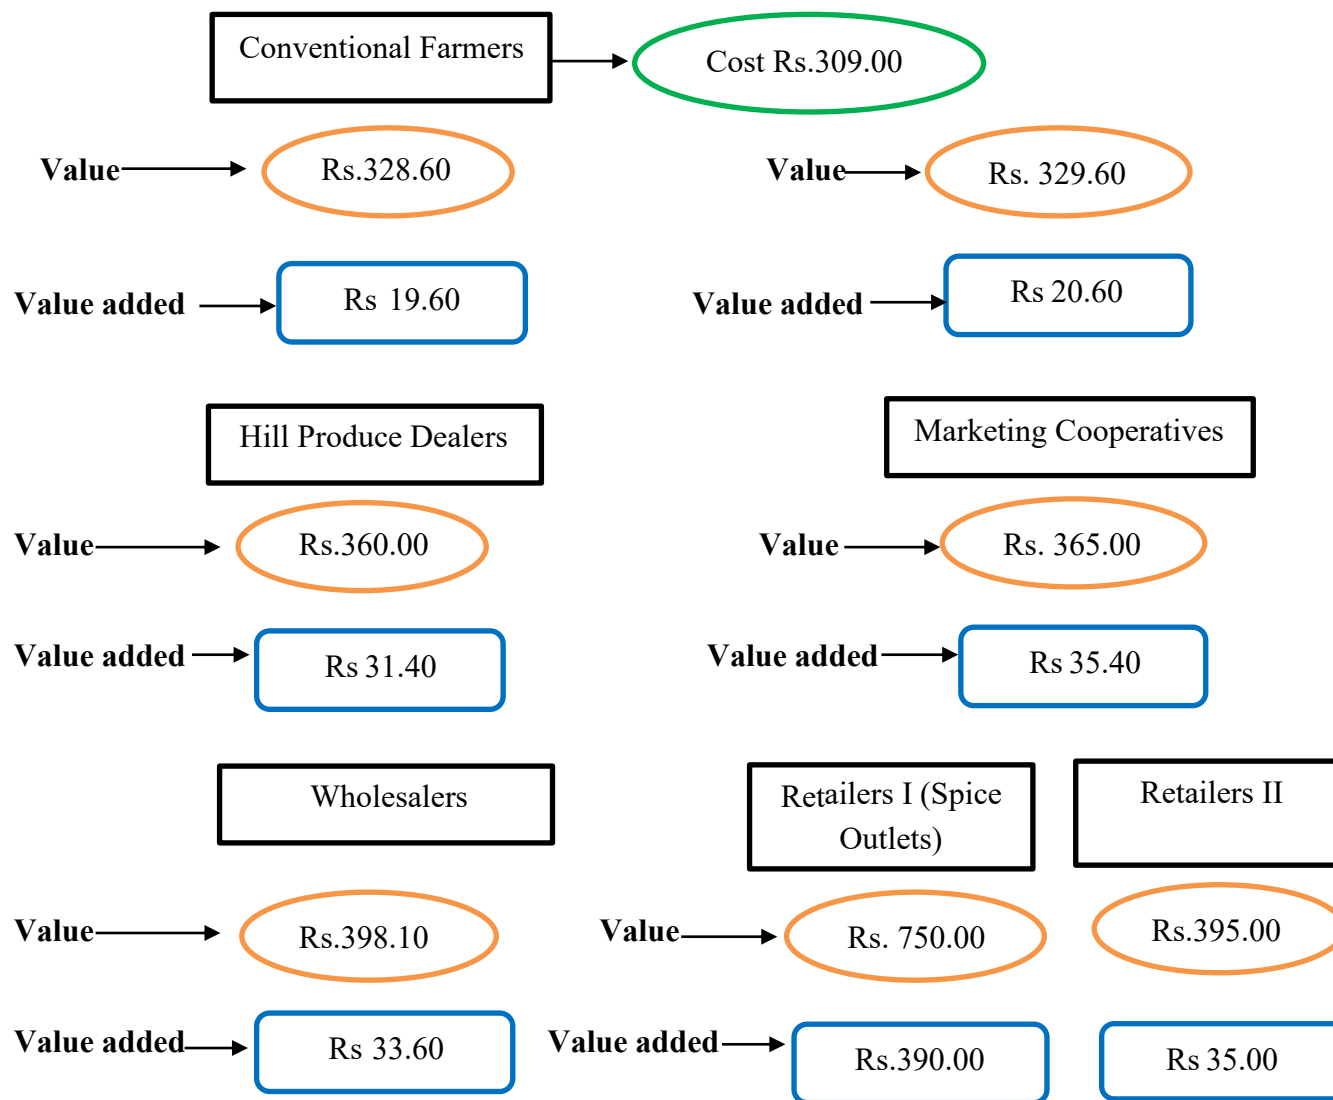 Conventional Farmers
Cost Rs.309.00
Value
Rs.328.60
Value
Rs. 329.60
Value added
Rs 19.60
Value added
Rs 20.60
Hill Produce Dealers
Marketing Cooperatives
Value
Rs.360.00
Value
Rs. 365.00
Value added
Rs 31.40
Value added
Rs 35.40
Wholesalers
Retailers I (Spice
Outlets)
Retailers II
Value
Rs.398.10
Value
Rs. 750.00
Rs.395.00
Value added
Rs 33.60
Value added
Rs.390.00
Rs 35.00